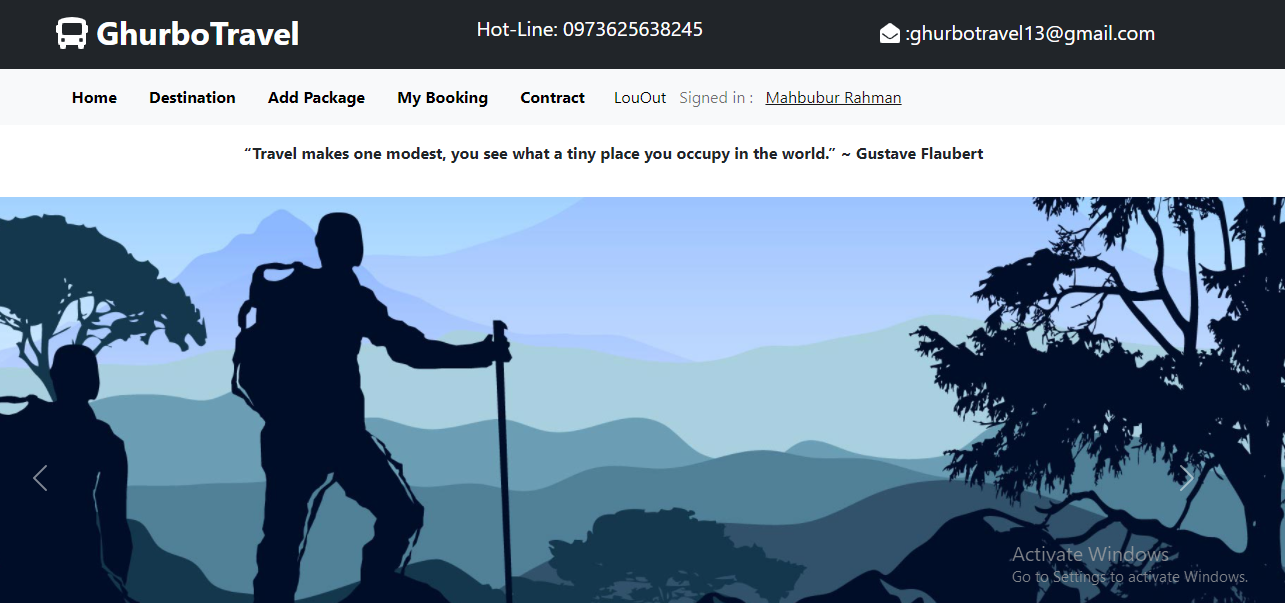 GhurboTravel
Hot-Line: 0973625638245
:ghurbotravel13@gmail.com
Home Destination Add Package My Booking Contract LouOut Signed in : Mahbubur Rahman
“Travel makes one modest, you see what a tiny place you occupy in the world.” ~ Gustave Flaubert
Activate Windows
Go to Settings to activate Windows.